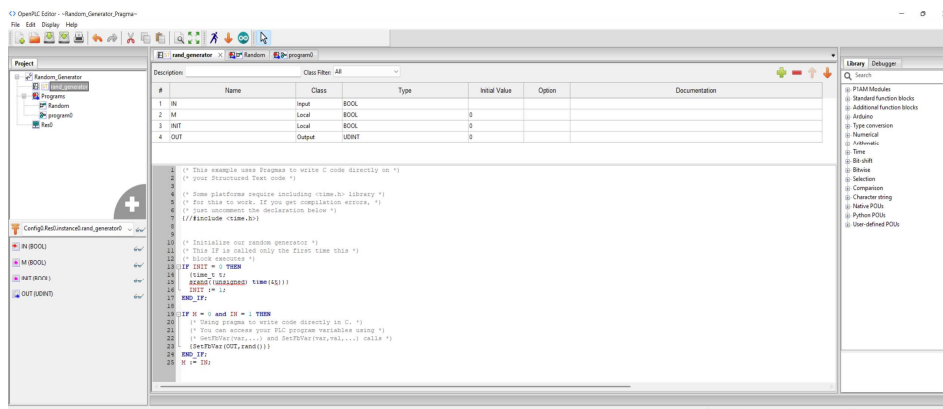 OpenPLC Editor - ~Random_Generator_Pragma~
File Edit Display Help
Project
Random_Generator
rand_generator
Programs
Random
program0
Res0
Config0.Res0.instance0.rand_generator0
IN (BOOL)
M (BOOL)
INIT (BOOL)
OUT (UDINT)
rand_generator
Random
program0
Description:
Class Filter: All
# Name Class Type Initial Value Option Documentation
1 IN Input BOOL
2 M Local BOOL 0
3 INIT Local BOOL 0
4 OUT Output UDINT 0
1 (* This example uses Pragmas to write C code directly on *)
2 (* your Structured Text code *)
3
4 (* Some platforms require including <time.h> library *)
5 (* for this to work. If you get compilation errors, *)
6 (* just uncomment the declaration below *)
7 {//#include <time.h>}
8
9
10 (* Initialize our random generator *)
11 (* This IF is called only the first time this *)
12 (* block executes *)
13 IF INIT = 0 THEN
14 {time_t t;
15 srand((unsigned) time(&t))}
16 INIT := 1;
17 END_IF;
18
19 IF M = 0 and IN = 1 THEN
20 (* Using pragma to write code directly in C. *)
21 (* You can access your PLC program variables using *)
22 (* GetFbVar(var,...) and SetFbVar(var,val,...) calls *)
23 {SetFbVar(OUT,rand())}
24 END_IF;
25 M := IN;
Library Debugger
Search
P1AM Modules
Standard function blocks
Additional function blocks
Arduino
Type conversion
Numerical
Arithmetic
Time
Bit-shift
Bitwise
Selection
Comparison
Character string
Native POUs
Python POUs
User-defined POUs